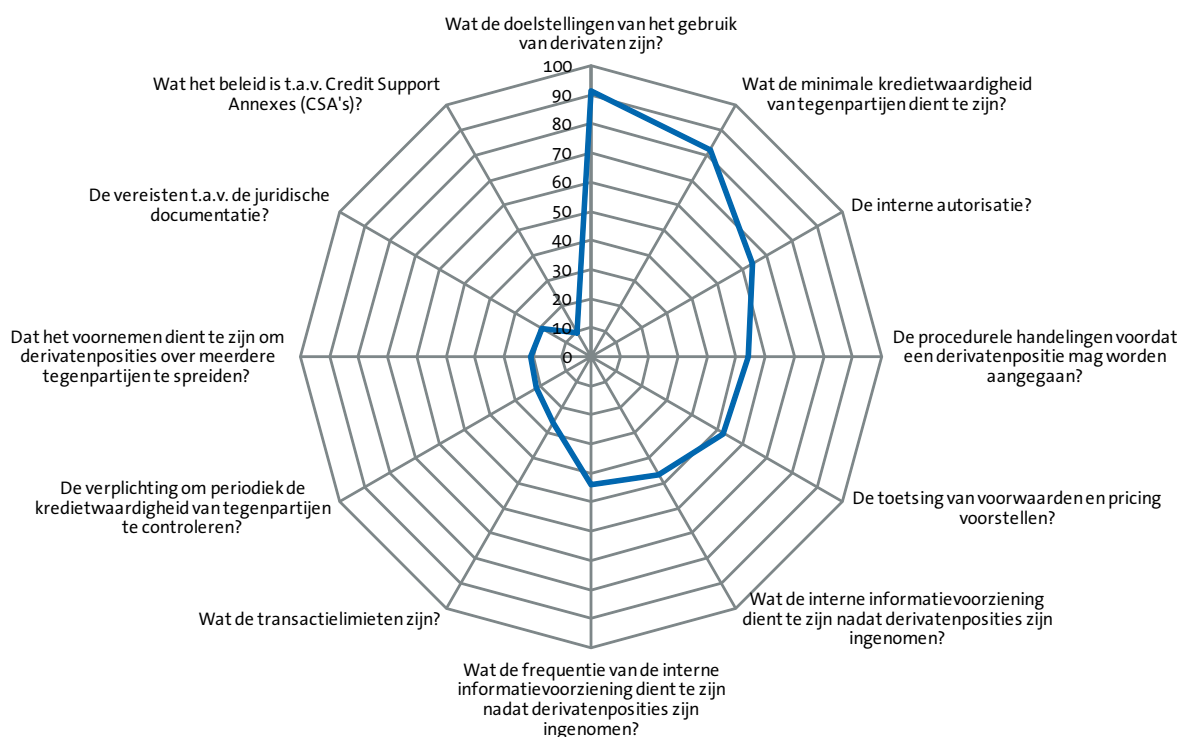 Wat de doelstellingen van het gebruik
van derivaten zijn?
Wat de minimale kredietwaardigheid
van tegenpartijen dient te zijn?
De interne autorisatie?
De procedurele handelingen voordat
een derivatenpositie mag worden
aangegaan?
De toetsing van voorwaarden en pricing
voorstellen?
Wat de interne informatievoorziening
dient te zijn nadat derivatenposities zijn
ingenomen?
Wat de frequentie van de interne
informatievoorziening dient te zijn
nadat derivatenposities zijn
ingenomen?
Wat de transactielimieten zijn?
De verplichting om periodiek de
kredietwaardigheid van tegenpartijen
te controleren?
Dat het voornemen dient te zijn om
derivatenposities over meerdere
tegenpartijen te spreiden?
De vereisten t.a.v. de juridische
documentatie?
Wat het beleid is t.a.v. Credit Support
Annexes (CSA's)?
100
90
80
70
60
50
40
30
20
10
0